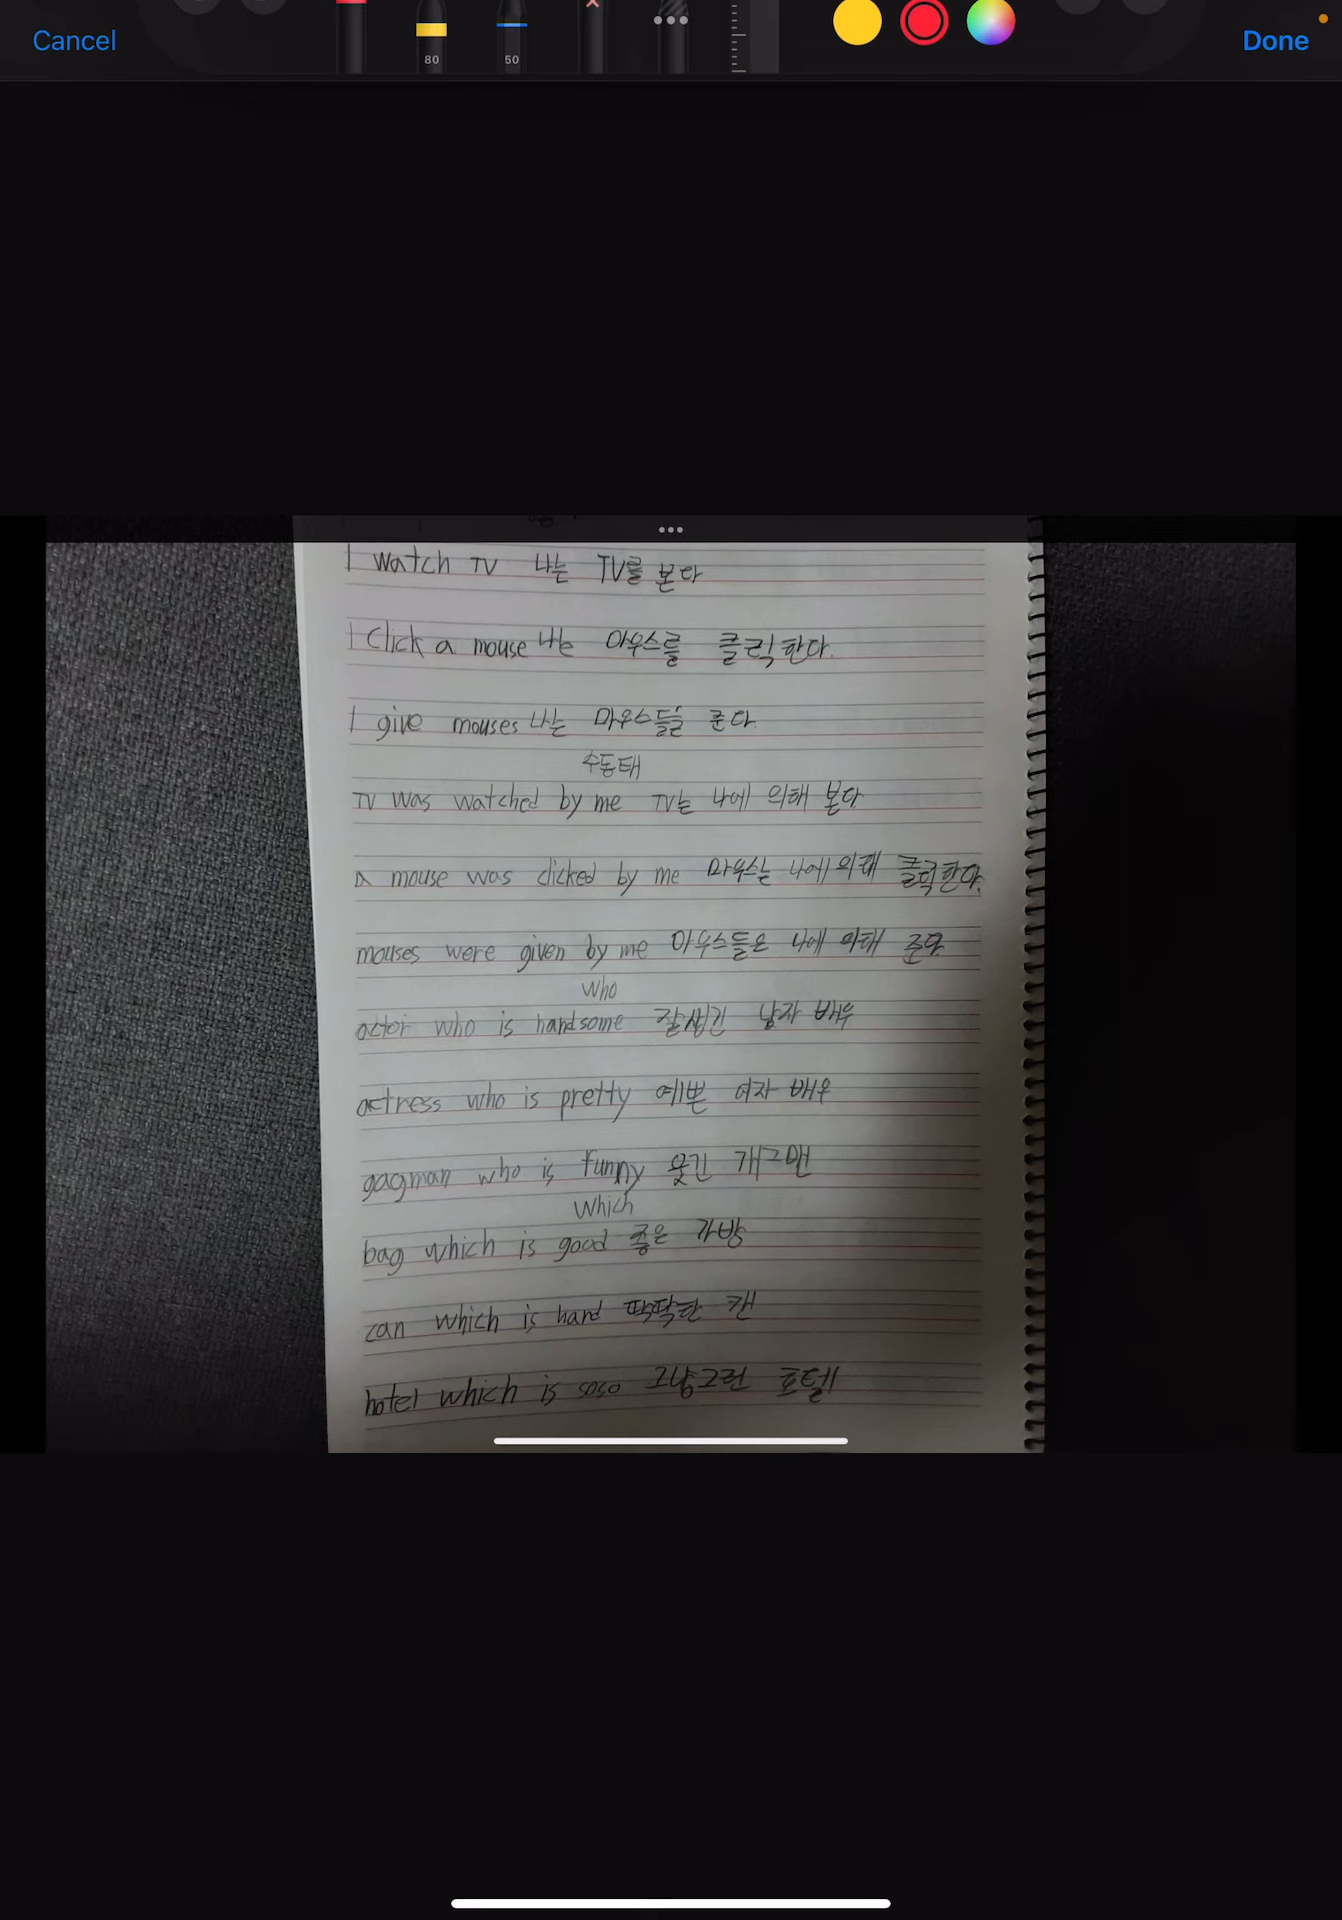 Cancel
80
50
Done
I watch TV 나는 TV를 본다
I click a mouse 나는 마우스를 클릭한다.
I give mouses 나는 마우스들을 준다.
수동태
TV was watched by me TV는 나에 의해 본다.
a mouse was clicked by me 마우스는 나에 의해 클릭한다.
mouses were given by me 마우스들은 나에 의해 준다.
who
actor who is handsome 잘생긴 남자 배우
actress who is pretty 예쁜 여자 배우
gagman who is funny 웃긴 개그맨
which
bag which is good 좋은 가방
can which is hard 딱딱한 캔
hotel which is soso 그냥그런 호텔